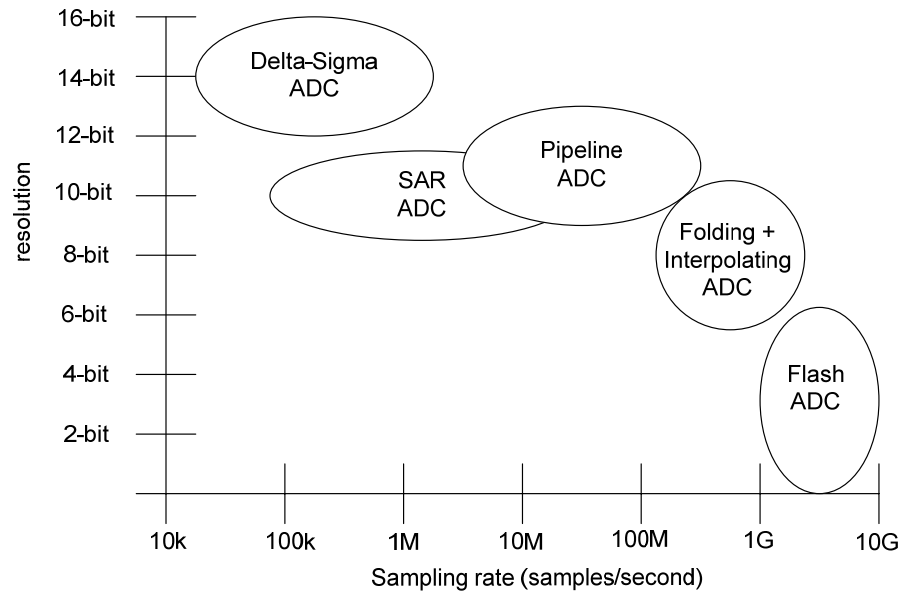 16-bit
14-bit
12-bit
10-bit
8-bit
6-bit
4-bit
2-bit
resolution
Delta-Sigma
ADC
SAR
ADC
Pipeline
ADC
Folding +
Interpolating
ADC
Flash
ADC
10k
100k
1M
10M
100M
1G
10G
Sampling rate (samples/second)